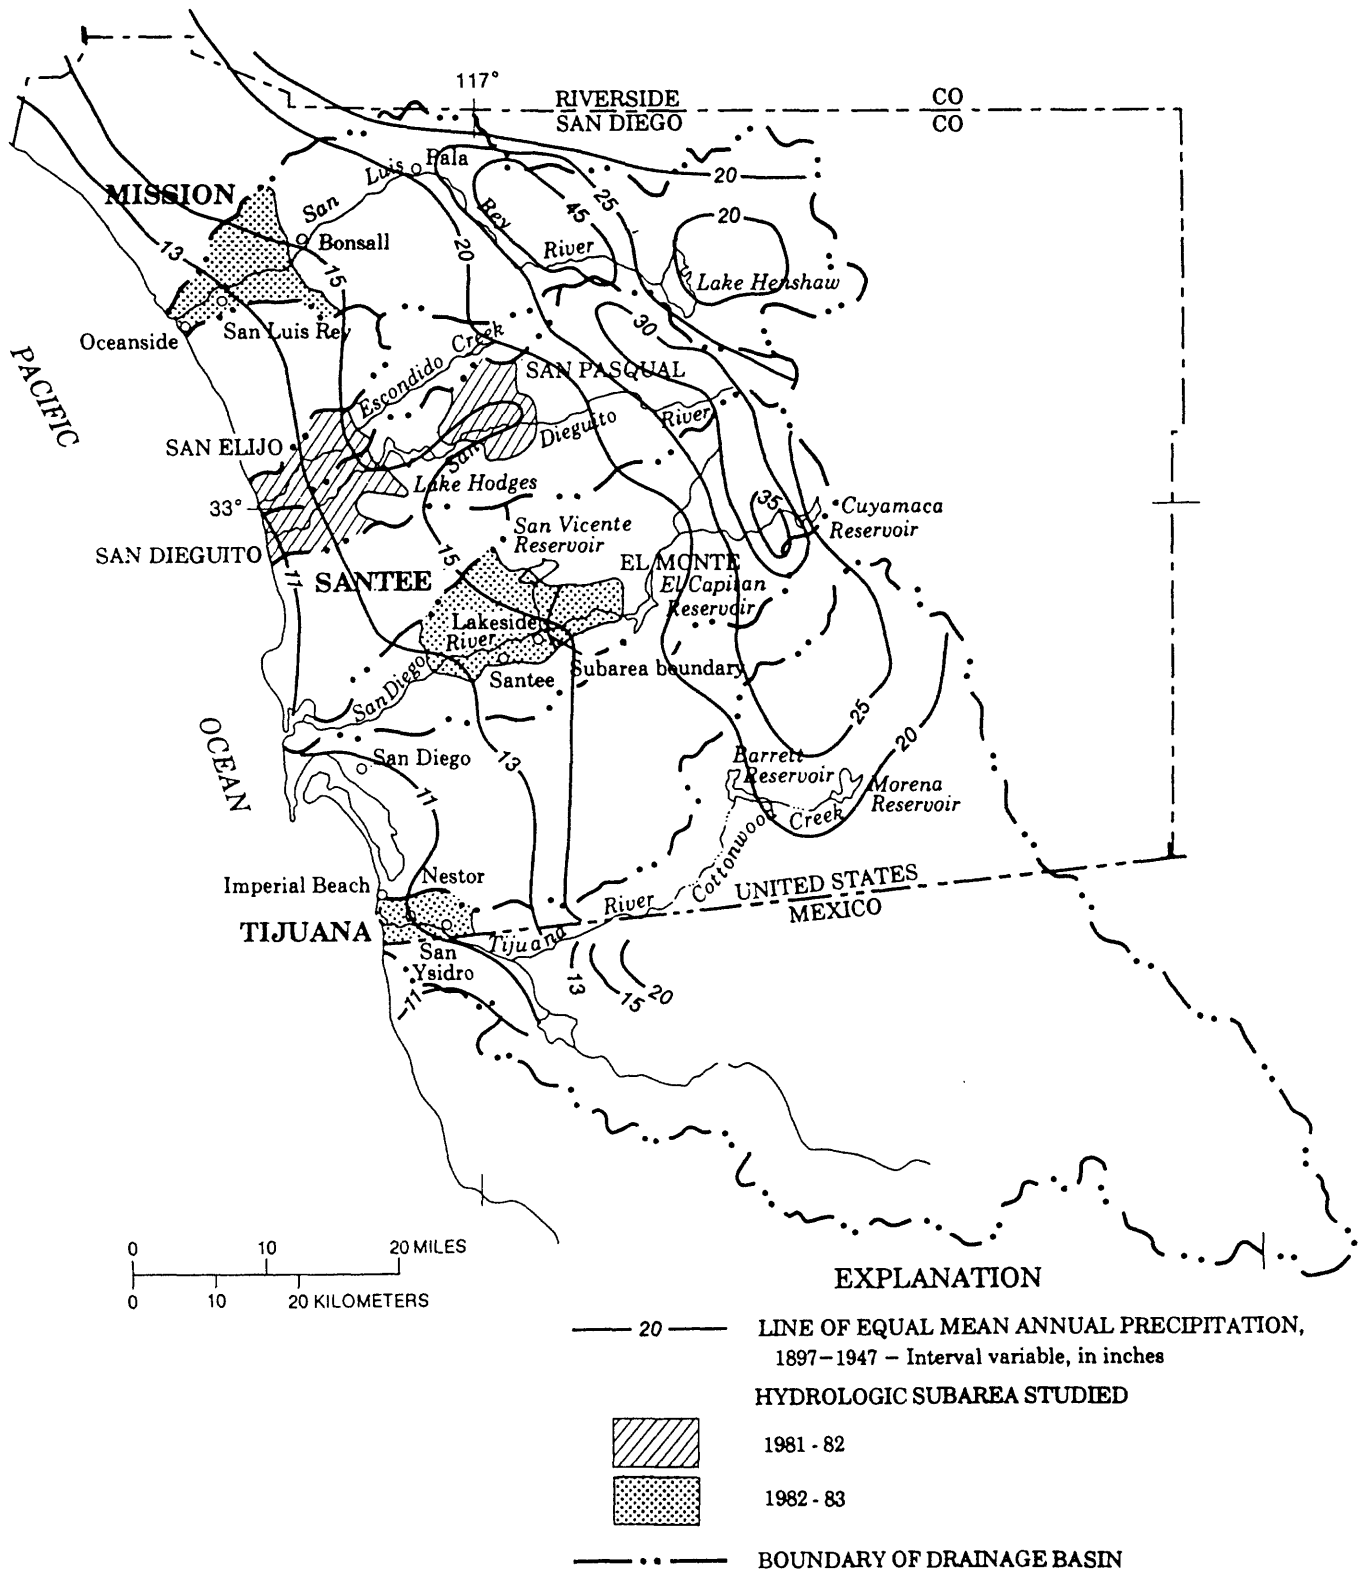 117°
RIVERSIDE CO
SAN DIEGO CO
Pala
San Luis Rey River
20
MISSION
25
45
20
Bonsall
13
20
15
Lake Henshaw
30
San Luis Rey
Oceanside
Escondido Creek
SAN PASQUAL
PACIFIC
San Dieguito River
SAN ELIJO
Lake Hodges
35
33°
Cuyamaca
Reservoir
San Vicente
Reservoir
SAN DIEGUITO
15
EL MONTE
11
SANTEE
El Capitan
Reservoir
Lakeside
San Diego River
Subarea boundary
Santee
25
OCEAN
20
13
San Diego
Barrett
Reservoir
11
Morena
Reservoir
Cottonwood Creek
Nestor
Imperial Beach
UNITED STATES
MEXICO
TIJUANA
Tijuana River
San
Ysidro
13
15
20
11
0 10 20 MILES
0 10 20 KILOMETERS
EXPLANATION
20 LINE OF EQUAL MEAN ANNUAL PRECIPITATION,
1897–1947 – Interval variable, in inches
HYDROLOGIC SUBAREA STUDIED
1981 - 82
1982 - 83
BOUNDARY OF DRAINAGE BASIN